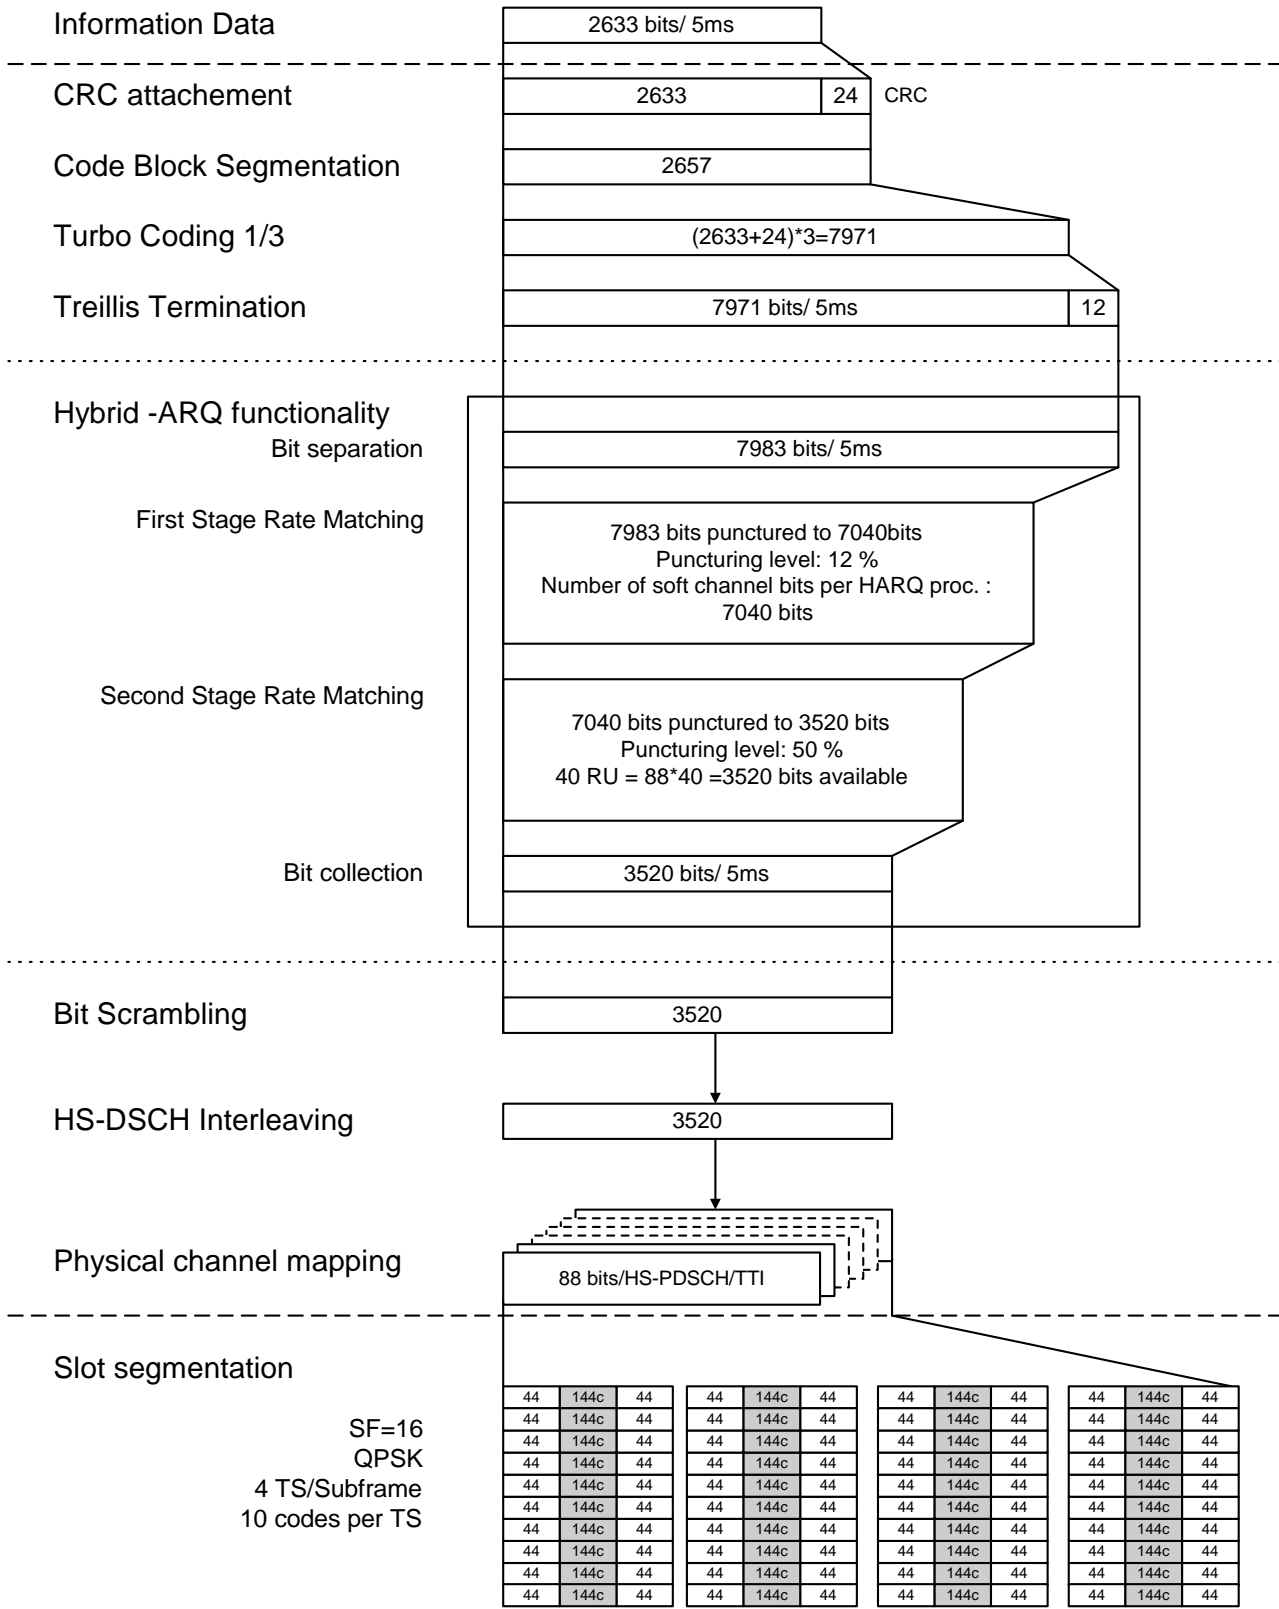 Information Data
2633 bits/ 5ms
CRC attachement
2633 24 CRC
Code Block Segmentation
2657
Turbo Coding 1/3
(2633+24)*3=7971
Treillis Termination
7971 bits/ 5ms 12
Hybrid -ARQ functionality
Bit separation
7983 bits/ 5ms
First Stage Rate Matching
7983 bits punctured to 7040bits
Puncturing level: 12 %
Number of soft channel bits per HARQ proc. :
7040 bits
Second Stage Rate Matching
7040 bits punctured to 3520 bits
Puncturing level: 50 %
40 RU = 88*40 =3520 bits available
Bit collection
3520 bits/ 5ms
Bit Scrambling
3520
HS-DSCH Interleaving
3520
Physical channel mapping
88 bits/HS-PDSCH/TTI
Slot segmentation
SF=16
QPSK
4 TS/Subframe
10 codes per TS
44 144c 44 44 144c 44 44 144c 44 44 144c 44
44 144c 44 44 144c 44 44 144c 44 44 144c 44
44 144c 44 44 144c 44 44 144c 44 44 144c 44
44 144c 44 44 144c 44 44 144c 44 44 144c 44
44 144c 44 44 144c 44 44 144c 44 44 144c 44
44 144c 44 44 144c 44 44 144c 44 44 144c 44
44 144c 44 44 144c 44 44 144c 44 44 144c 44
44 144c 44 44 144c 44 44 144c 44 44 144c 44
44 144c 44 44 144c 44 44 144c 44 44 144c 44
44 144c 44 44 144c 44 44 144c 44 44 144c 44